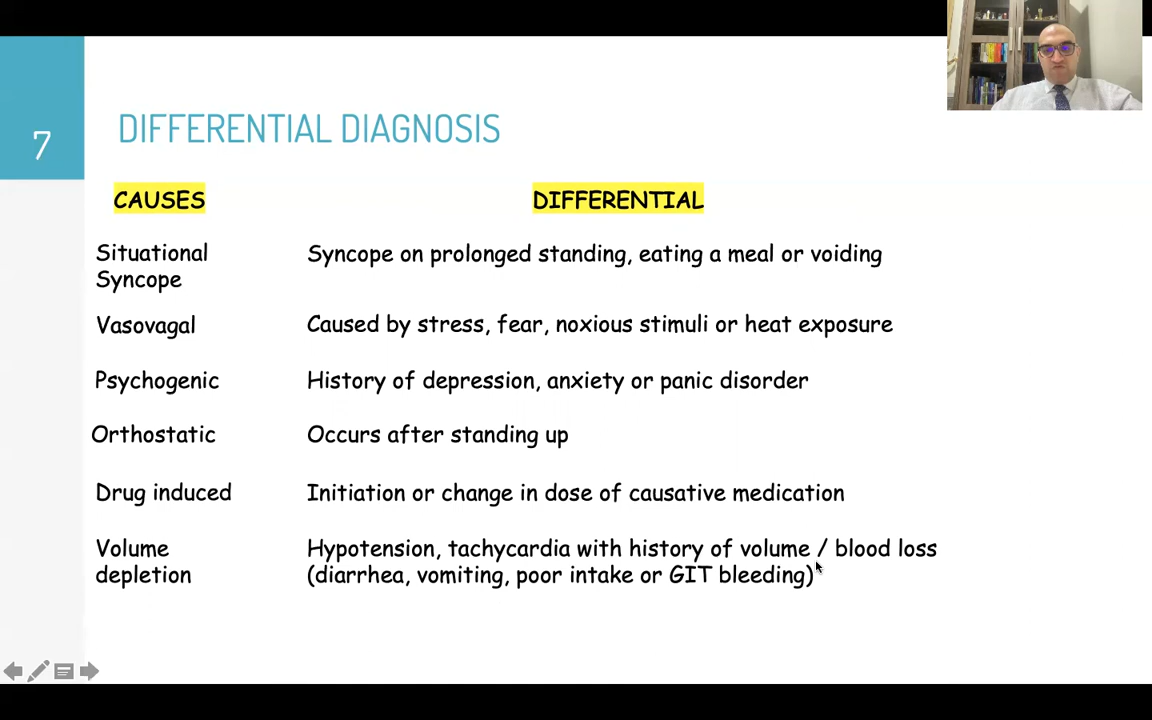 7
DIFFERENTIAL DIAGNOSIS
CAUSES
DIFFERENTIAL
Situational
Syncope
Syncope on prolonged standing, eating a meal or voiding
Vasovagal
Caused by stress, fear, noxious stimuli or heat exposure
Psychogenic
History of depression, anxiety or panic disorder
Orthostatic
Occurs after standing up
Drug induced
Initiation or change in dose of causative medication
Volume
depletion
Hypotension, tachycardia with history of volume / blood loss
(diarrhea, vomiting, poor intake or GIT bleeding)